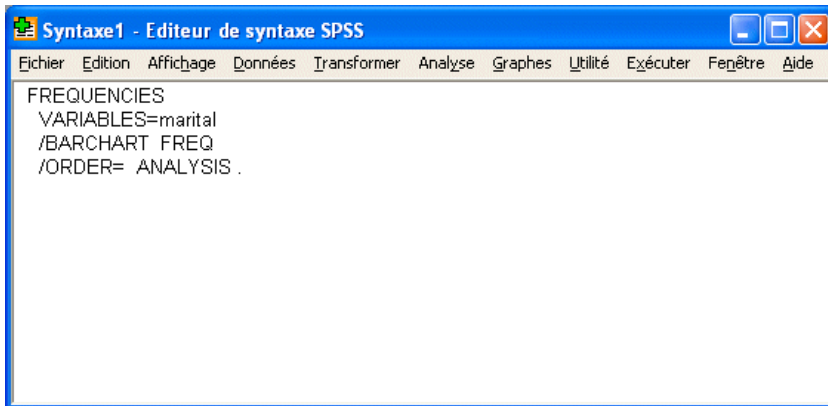 Syntaxe1 - Editeur de syntaxe SPSS
Fichier Edition Affichage Données Transformer Analyse Graphes Utilité Exécuter Fenêtre Aide
FREQUENCIES
VARIABLES=marital
/BARCHART FREQ
/ORDER= ANALYSIS .